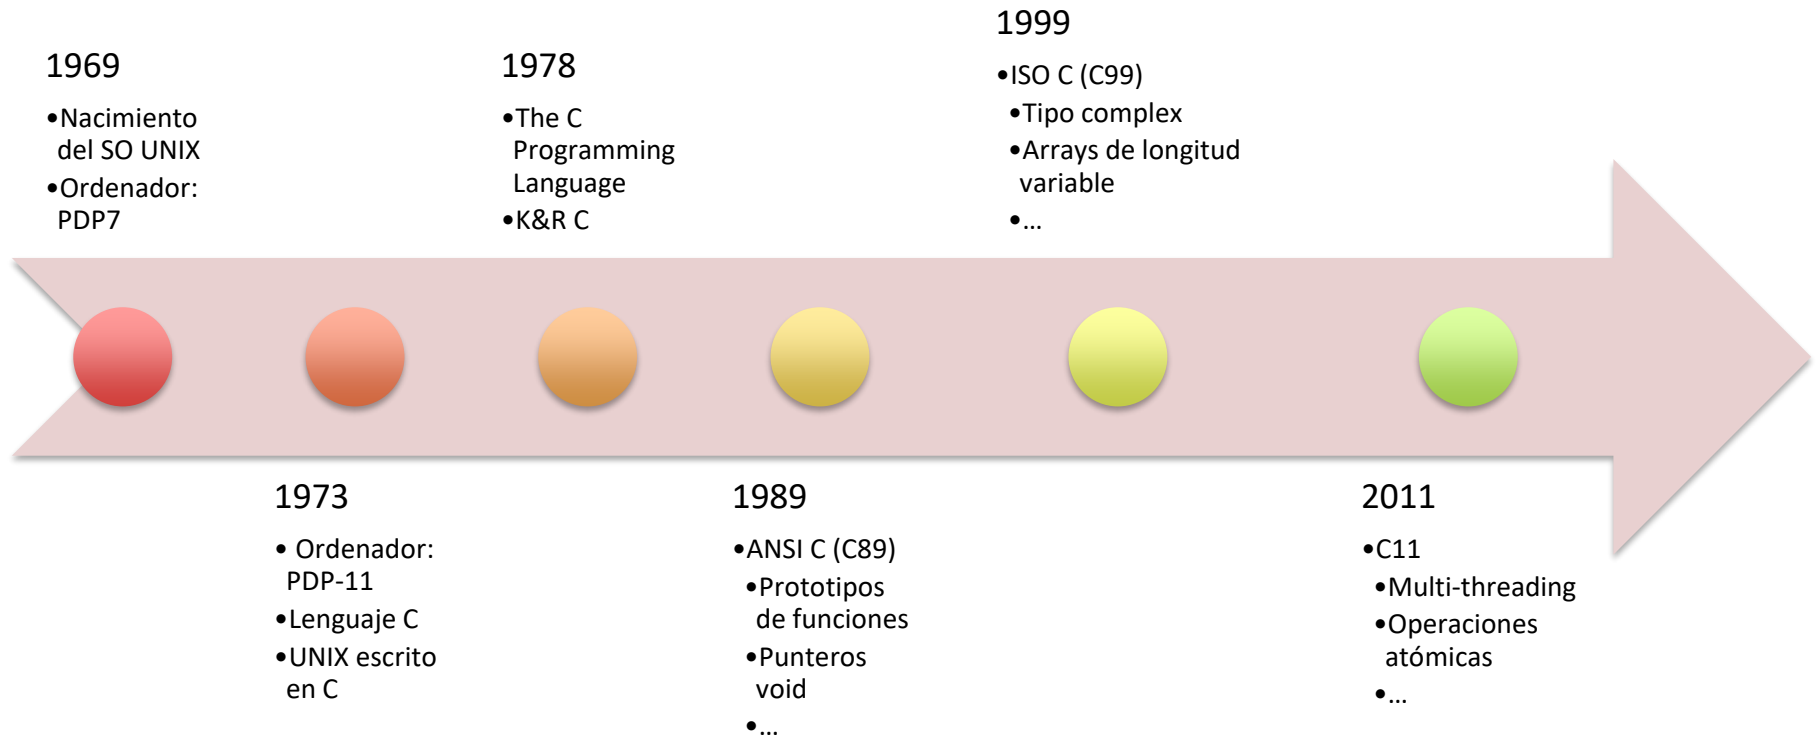 1969
•Nacimiento
del SO UNIX
•Ordenador:
PDP7
1973
• Ordenador:
PDP-11
•Lenguaje C
•UNIX escrito
en C
1978
•The C
Programming
Language
•K&R C
1989
•ANSI C (C89)
•Prototipos
de funciones
•Punteros
void
•...
1999
•ISO C (C99)
•Tipo complex
•Arrays de longitud
variable
•...
2011
•C11
•Multi-threading
•Operaciones
atómicas
•...